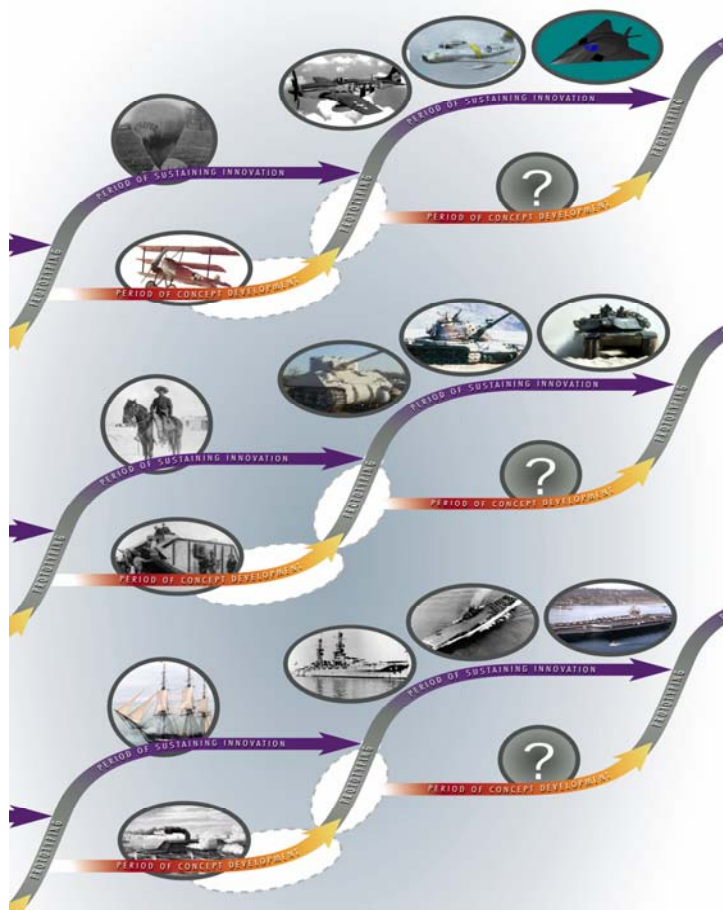 PERIOD OF SUSTAINING INNOVATION
PROTOTYPING
PERIOD OF SUSTAINING INNOVATION
PROTOTYPING
?
PERIOD OF CONCEPT DEVELOPMENT
PROTOTYPING
PERIOD OF CONCEPT DEVELOPMENT
PERIOD OF SUSTAINING INNOVATION
PROTOTYPING
PERIOD OF SUSTAINING INNOVATION
PROTOTYPING
?
PERIOD OF CONCEPT DEVELOPMENT
PROTOTYPING
PERIOD OF CONCEPT DEVELOPMENT
PERIOD OF SUSTAINING INNOVATION
PROTOTYPING
PERIOD OF SUSTAINING INNOVATION
PROTOTYPING
?
PERIOD OF CONCEPT DEVELOPMENT
PROTOTYPING
PERIOD OF CONCEPT DEVELOPMENT